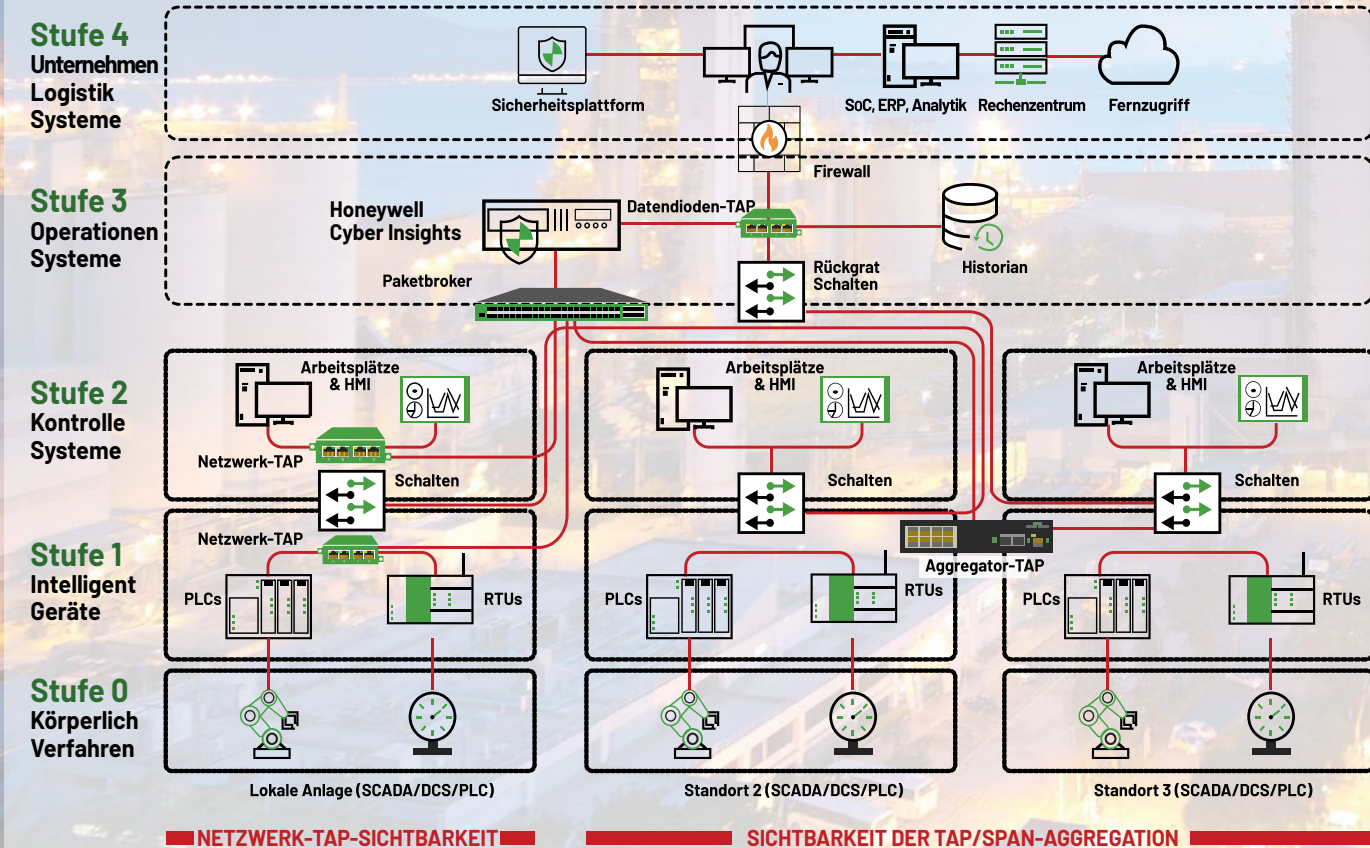 Stufe 4
Unternehmen
Logistik
Systeme
Sicherheitsplattform
SoC, ERP, Analytik
Rechenzentrum
Fernzugriff
Firewall
Stufe 3
Operationen
Systeme
Honeywell
Cyber Insights
Datendioden-TAP
Historian
Paketbroker
Rückgrat
Schalten
Stufe 2
Kontrolle
Systeme
Arbeitsplätze
& HMI
Netzwerk-TAP
Schalten
Arbeitsplätze
& HMI
Schalten
Arbeitsplätze
& HMI
Schalten
Stufe 1
Intelligent
Geräte
Netzwerk-TAP
PLCs
RTUs
PLCs
RTUs
Aggregator-TAP
PLCs
RTUs
Stufe 0
Körperlich
Verfahren
Lokale Anlage (SCADA/DCS/PLC)
Standort 2 (SCADA/DCS/PLC)
Standort 3 (SCADA/DCS/PLC)
NETZWERK-TAP-SICHTBARKEIT
SICHTBARKEIT DER TAP/SPAN-AGGREGATION